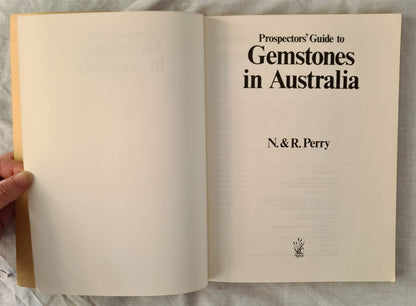 Prospectors' Guide to
Gemstones
in Australia
N. & R. Perry